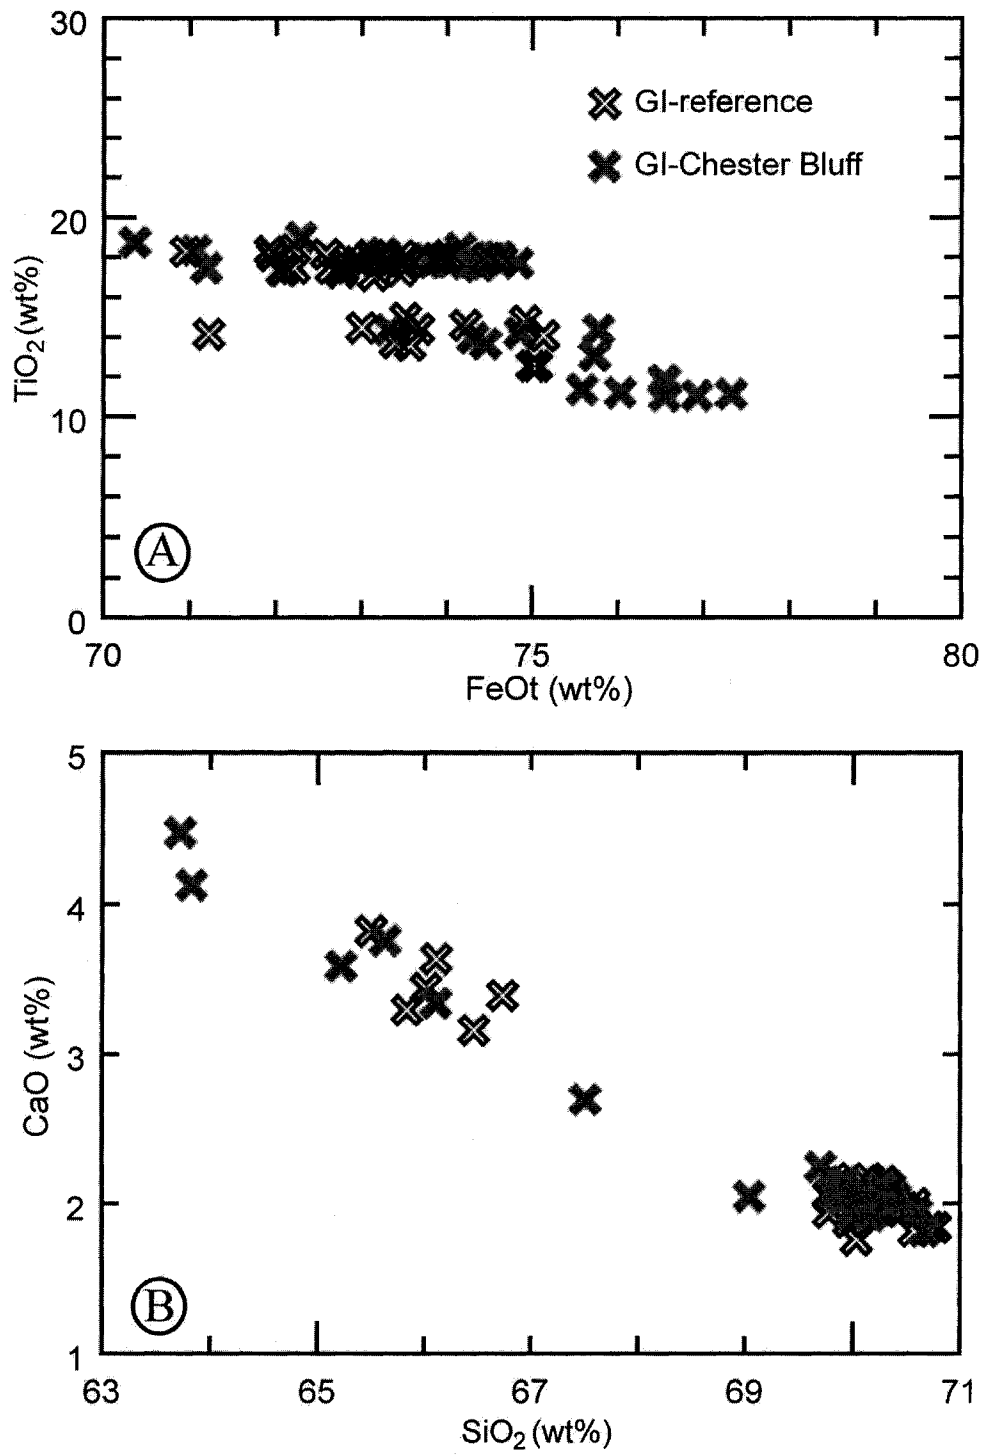 30
GI-reference
GI-Chester Bluff
20
TiO2 (wt%)
10
A
0
70 75 80
FeOt (wt%)
5
4
CaO (wt%)
3
2
B
1
63 65 67 69 71
SiO2 (wt%)